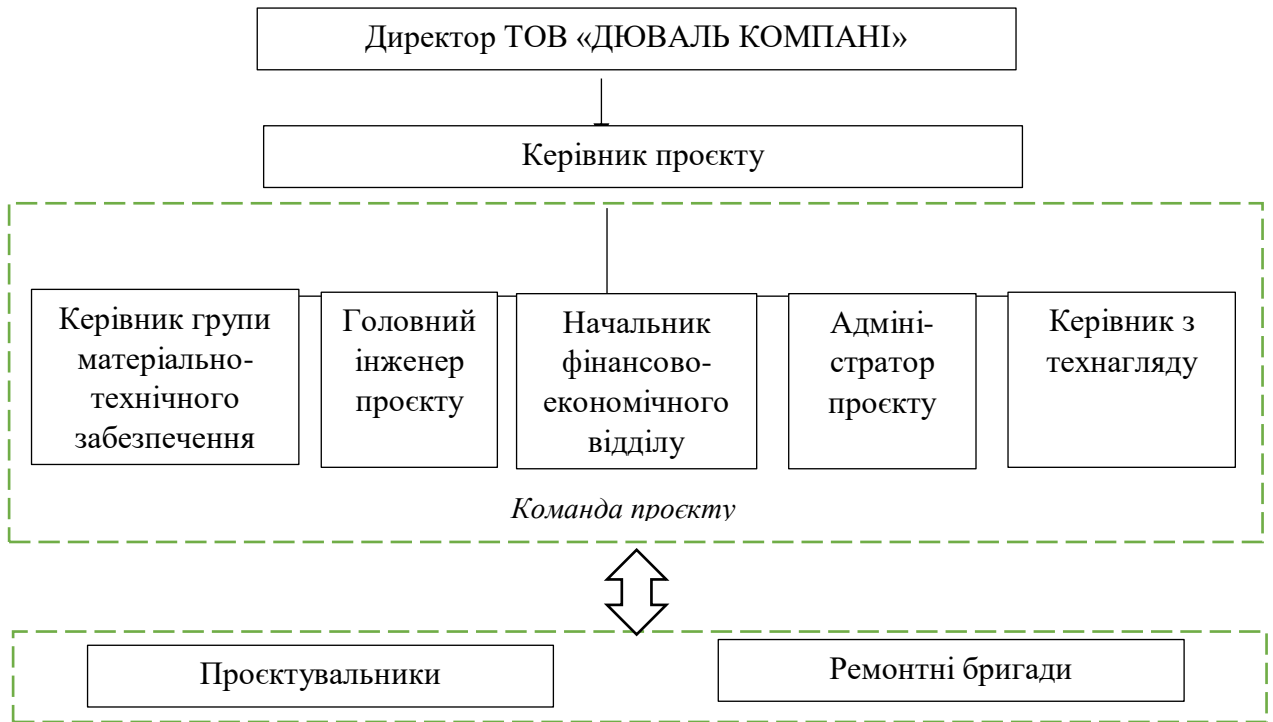 Директор ТОВ «ДЮВАЛЬ КОМПАНІ»
Керівник проєкту
Керівник групи
матеріально-
технічного
забезпечення
Головний
інженер
проєкту
Начальник
фінансово-
економічного
відділу
Адміні-
стратор
проєкту
Керівник з
технагляду
Команда проєкту
Проєктувальники
Ремонтні бригади